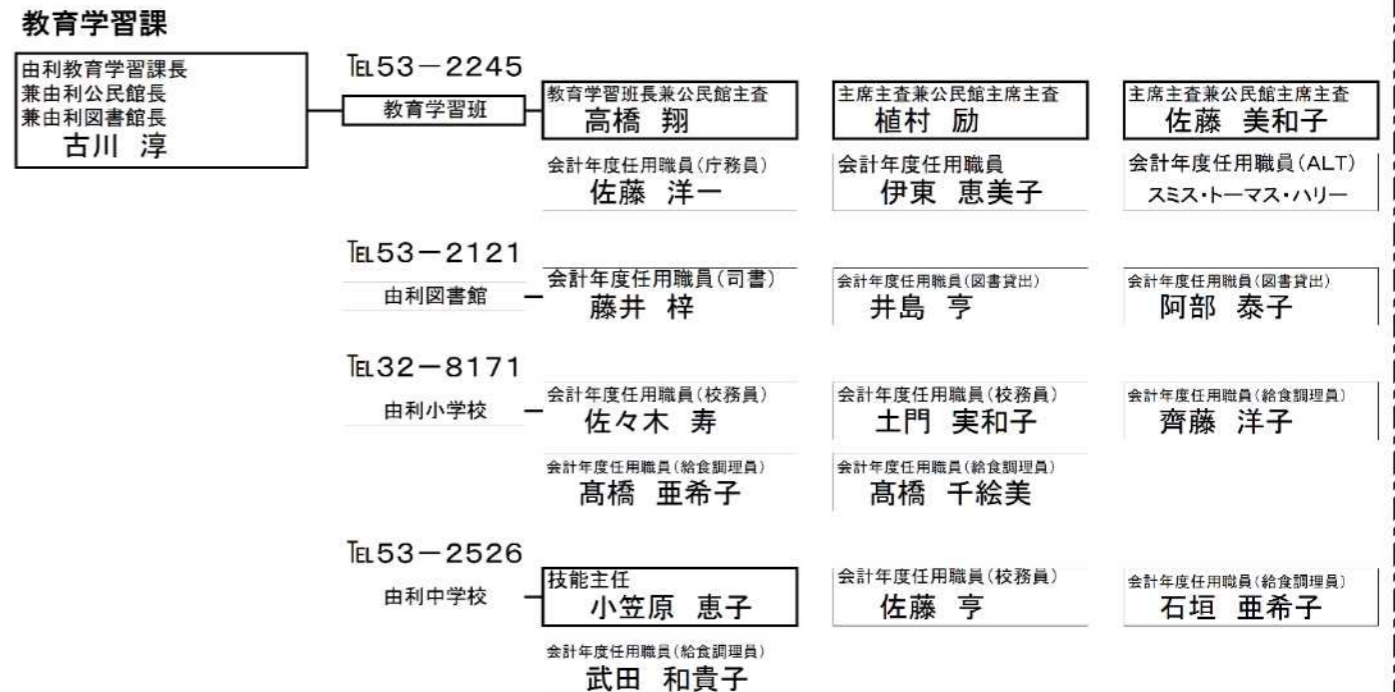 教育学習課
由利教育学習課長
兼由利公民館長
兼由利図書館長
古川 淳
℡53－2245
教育学習班
教育学習班長兼公民館主査
高橋 翔
主席主査兼公民館主席主査
植村 励
主席主査兼公民館主席主査
佐藤 美和子
会計年度任用職員(庁務員)
佐藤 洋一
会計年度任用職員
伊東 恵美子
会計年度任用職員(ALT)
スミス・トーマス・ハリー
℡53－2121
由利図書館
会計年度任用職員(司書)
藤井 梓
会計年度任用職員(図書貸出)
井島 亨
会計年度任用職員(図書貸出)
阿部 泰子
℡32－8171
由利小学校
会計年度任用職員(校務員)
佐々木 寿
会計年度任用職員(校務員)
土門 実和子
会計年度任用職員(給食調理員)
齊藤 洋子
会計年度任用職員(給食調理員)
髙橋 亜希子
会計年度任用職員(給食調理員)
髙橋 千絵美
℡53－2526
由利中学校
技能主任
小笠原 恵子
会計年度任用職員(校務員)
佐藤 亨
会計年度任用職員(給食調理員)
石垣 亜希子
会計年度任用職員(給食調理員)
武田 和貴子